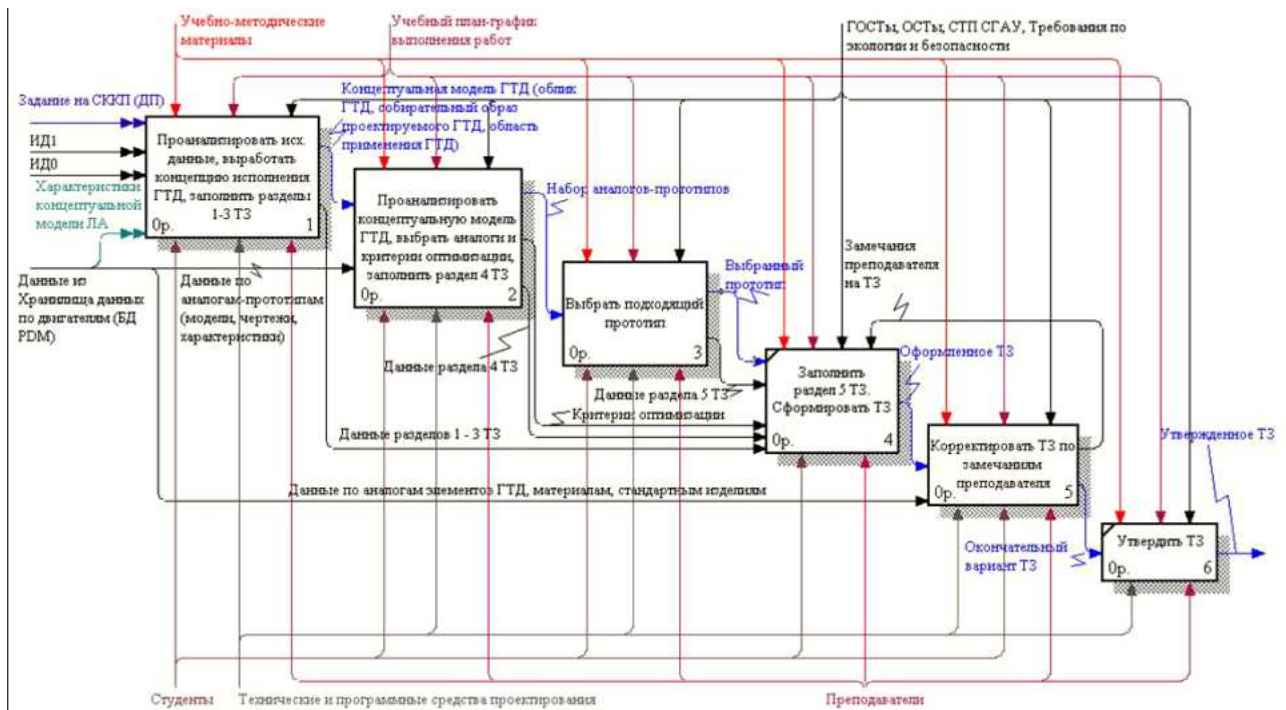 Учебно-методические
материалы
Учебный план-график
выполнения работ
ГОСТы, ОСТы, СТП СГАУ, Требования по
экологии и безопасности
Задание на СККП (ДП)
ИД1
ИД0
Характеристики
концептуальной
модели ЛА
Данные из
Хранилища данных
по двигателям (БД
PDM)
Проанализировать исх.
данные, выработать
концепцию исполнения
ГТД, заполнить разделы
1-3 ТЗ
0р.
1
Концептуальная модель ГТД (облик
ГТД, собирательный образ
проектируемого ГТД, область
применения ГТД)
Данные по
аналогам-прототипам
(модели, чертежи,
характеристики)
Проанализировать
концептуальную модель
ГТД, выбрать аналоги и
критерии оптимизации,
заполнить раздел 4 ТЗ
0р.
2
Набор аналогов-прототипов
Выбрать подходящий
прототип
0р.
3
Выбранный
прототип
Замечания
преподавателя
на ТЗ
Данные раздела 4 ТЗ
Данные раздела 5 ТЗ
Критерии оптимизации
Данные разделов 1 - 3 ТЗ
Заполнить
раздел 5 ТЗ.
Сформировать ТЗ
0р.
4
Оформленное ТЗ
Данные по аналогам элементов ГТД, материалам, стандартным изделиям
Корректировать ТЗ по
замечаниям
преподавателя
0р.
5
Утвержденное ТЗ
Окончательный
вариант ТЗ
Утвердить ТЗ
0р.
6
Студенты
Технические и программные средства проектирования
Преподаватели